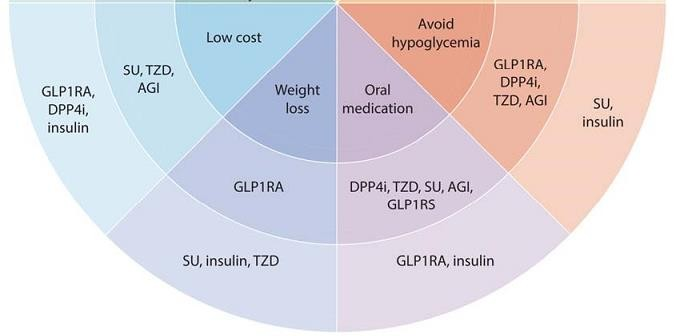 Low cost
Avoid
hypoglycemia
SU, TZD,
AGI
GLP1RA,
DPP4i,
TZD, AGI
GLP1RA,
DPP4i,
insulin
SU,
insulin
Weight
loss
Oral
medication
GLP1RA
DPP4i, TZD, SU, AGI,
GLP1RS
SU, insulin, TZD
GLP1RA, insulin